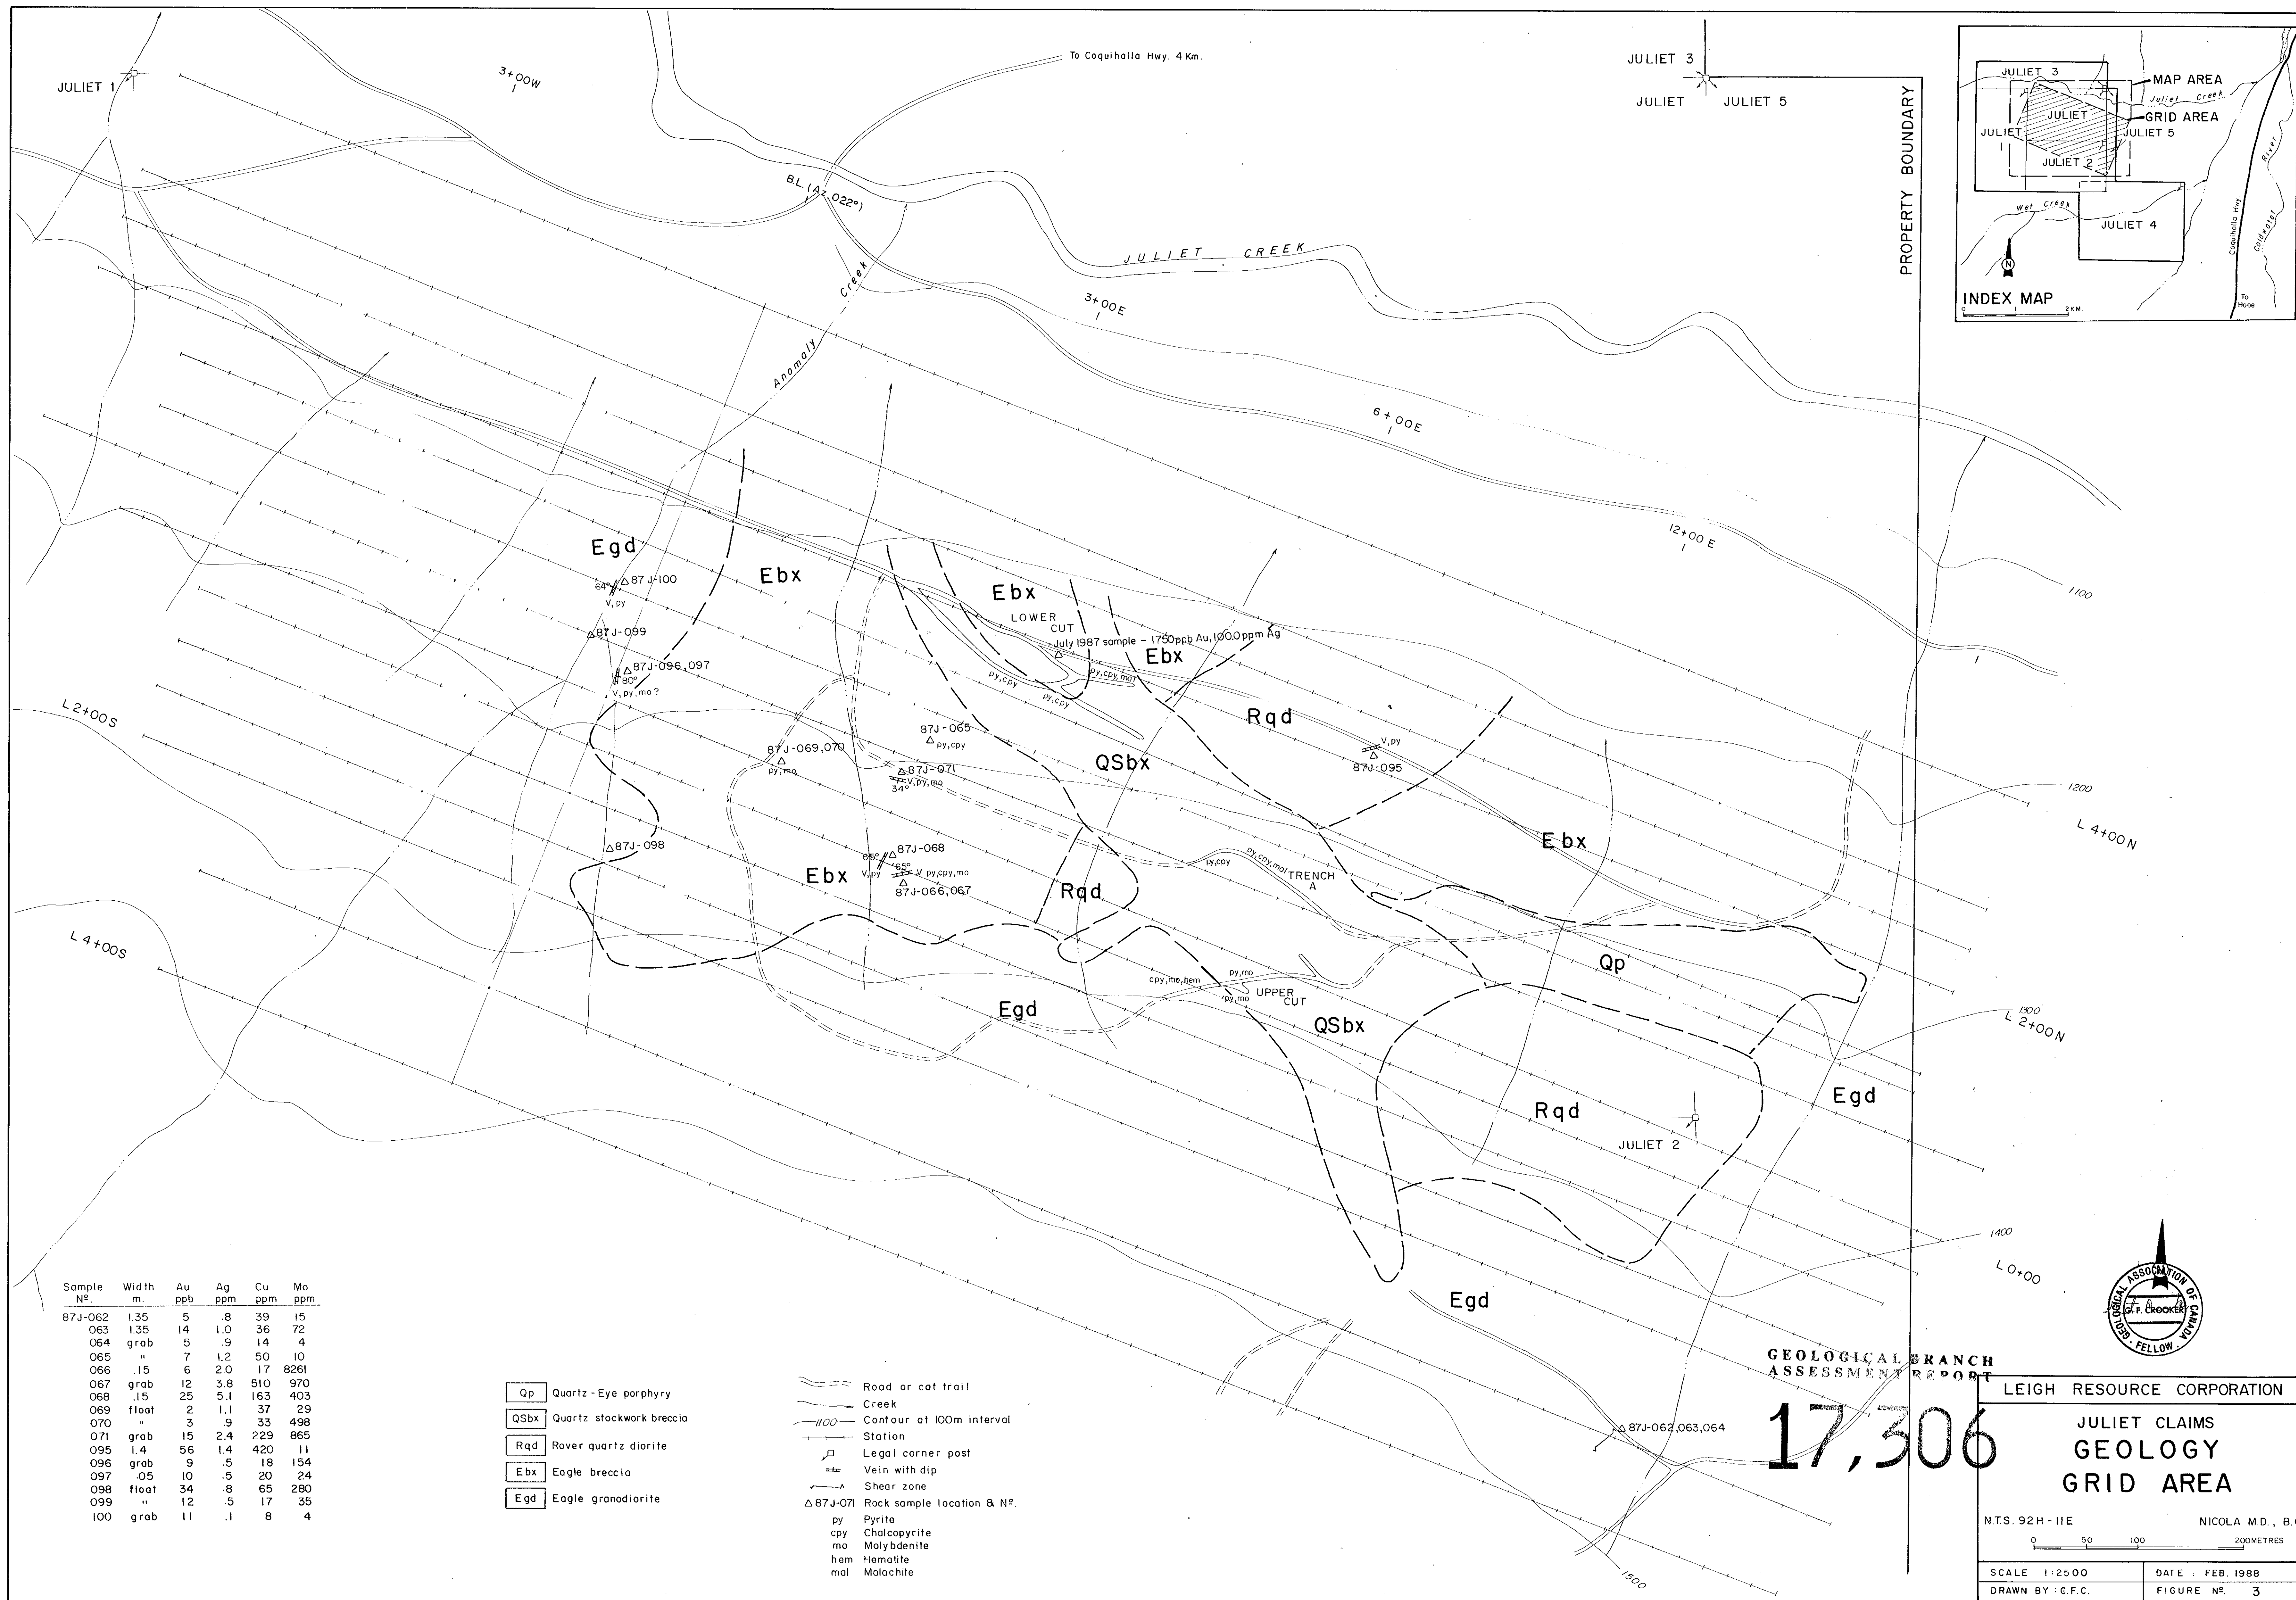 To Coquihalla Hwy. 4 Km.
JULIET 1
3+00W
JULIET 3
JULIET
JULIET 5
PROPERTY BOUNDARY
JULIET 3
MAP AREA
Juliet Creek
JULIET
GRID AREA
JULIET 1
JULIET 5
JULIET 2
River
Wet Creek
JULIET 4
Coquihalla Hwy.
Coldwater
N
INDEX MAP
To Hope
0 2KM
B.L. (Az. 022°)
JULIET CREEK
Anomaly Creek
3+00E
6+00E
12+00E
1100
Egd
Ebx
Ebx
64°
87J-100
V,py
LOWER CUT
87J-099
July 1987 sample - 1750ppb Au, 100.0ppm Ag
Ebx
87J-096,097
80°
V,py,mo?
py,cpy
py,cpy,mal
py,cpy
L 2+00S
Rqd
87J-065
py,cpy
V,py
87J-095
87J-069,070
py,mo
QSbx
87J-071
V,py,mo
34°
1200
L 4+00N
87J-098
Ebx
65°
87J-068
V,py
65°
V py,cpy,mo
87J-066,067
Ebx
py,cpy
py,cpy,mal
TRENCH A
Rqd
L 4+00S
Qp
cpy,mo,hem
py,mo
py,mo
UPPER CUT
Egd
QSbx
1300
L 2+00N
Egd
Rqd
JULIET 2
1400
L 0+00
Egd
87J-062,063,064
1500
GEOLOGICAL ASSOCIATION OF CANADA
G. F. CROOKER
FELLOW
GEOLOGICAL BRANCH
ASSESSMENT REPORT
17,306
Sample Nº. Width m. Au ppb Ag ppm Cu ppm Mo ppm
87J-062 1.35 5 .8 39 15
063 1.35 14 1.0 36 72
064 grab 5 .9 14 4
065 " 7 1.2 50 10
066 .15 6 2.0 17 8261
067 grab 12 3.8 510 970
068 .15 25 5.1 163 403
069 float 2 1.1 37 29
070 " 3 .9 33 498
071 grab 15 2.4 229 865
095 1.4 56 1.4 420 11
096 grab 9 .5 18 154
097 .05 10 .5 20 24
098 float 34 .8 65 280
099 " 12 .5 17 35
100 grab 11 .1 8 4
Qp Quartz-Eye porphyry
QSbx Quartz stockwork breccia
Rqd Rover quartz diorite
Ebx Eagle breccia
Egd Eagle granodiorite
Road or cat trail
Creek
1100 Contour at 100m interval
Station
Legal corner post
Vein with dip
Shear zone
87J-071 Rock sample location & Nº.
py Pyrite
cpy Chalcopyrite
mo Molybdenite
hem Hematite
mal Malachite
LEIGH RESOURCE CORPORATION
JULIET CLAIMS
GEOLOGY
GRID AREA
N.T.S. 92H-11E NICOLA M.D., B.
0 50 100 200METRES
SCALE 1:2500 DATE : FEB. 1988
DRAWN BY : G.F.C. FIGURE Nº. 3